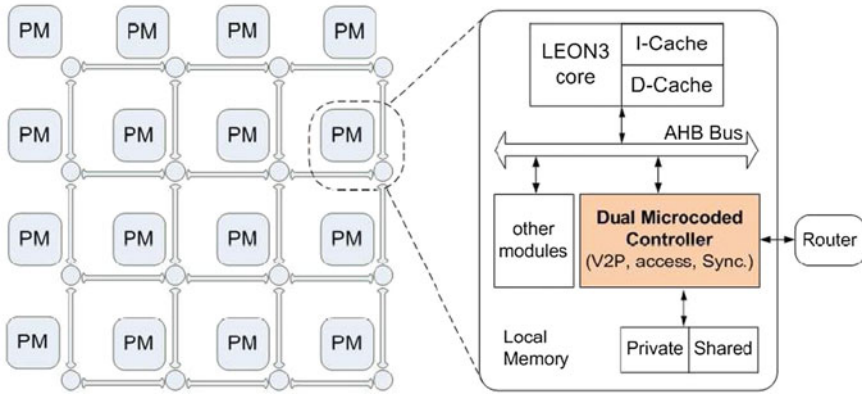 PM PM PM PM
PM PM PM PM
PM PM PM PM
PM PM PM PM
LEON3
core
I-Cache
D-Cache
AHB Bus
other
modules
Dual Microcoded
Controller
(V2P, access, Sync.)
Router
Local
Memory
Private
Shared